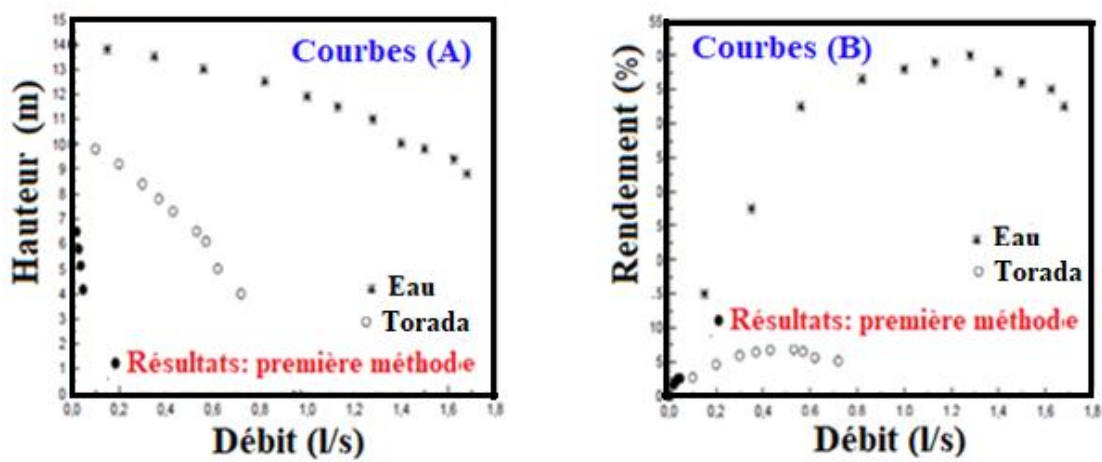 Courbes (A)
Hauteur (m)
15
14
13
12
11
10
9
8
7
6
5
4
3
2
1
0
Eau
Torada
Résultats: première méthode
0,0 0,2 0,4 0,6 0,8 1.0 1,2 1,4 1,6 1,8
Débit (l/s)
Courbes (B)
Rendement (%)
55
10
5
Eau
Torada
Résultats: première méthode
0,0 0,2 0,4 0,6 0,8 1.0 1,2 1,4 1,6 1,8
Débit (l/s)